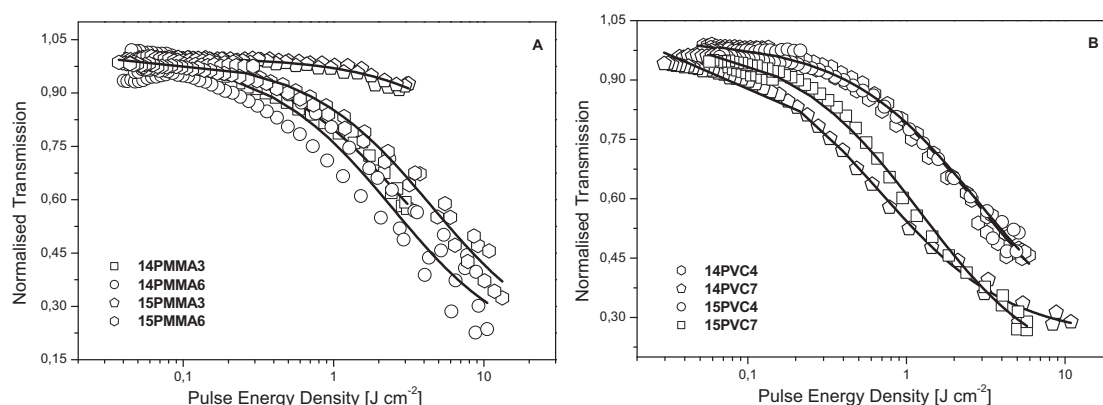 A
1,05
0,90
0,75
0,60
0,45
0,30
0,15
Normalised Transmission
14PMMA3
14PMMA6
15PMMA3
15PMMA6
0,1 1 10
Pulse Energy Density [J cm⁻²]
B
1,05
0,90
0,75
0,60
0,45
0,30
Normalised Transmission
14PVC4
14PVC7
15PVC4
15PVC7
0,1 1 10
Pulse Energy Density [J cm⁻²]